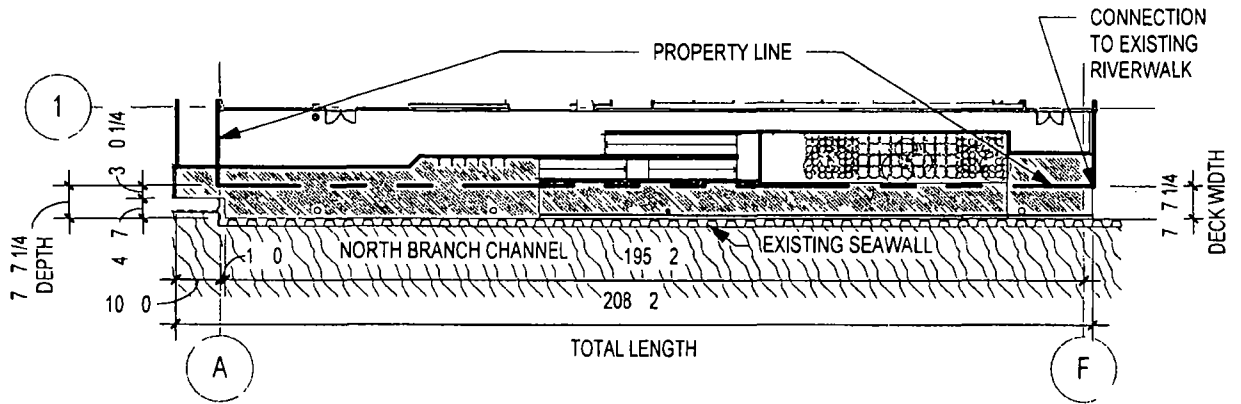 CONNECTION
TO EXISTING
RIVERWALK
PROPERTY LINE
1
3 0 1/4
4 7
7 7 1/4
DEPTH
7 7 1/4
DECK WIDTH
NORTH BRANCH CHANNEL
EXISTING SEAWALL
1 0
195 2
10 0
208 2
TOTAL LENGTH
A
F